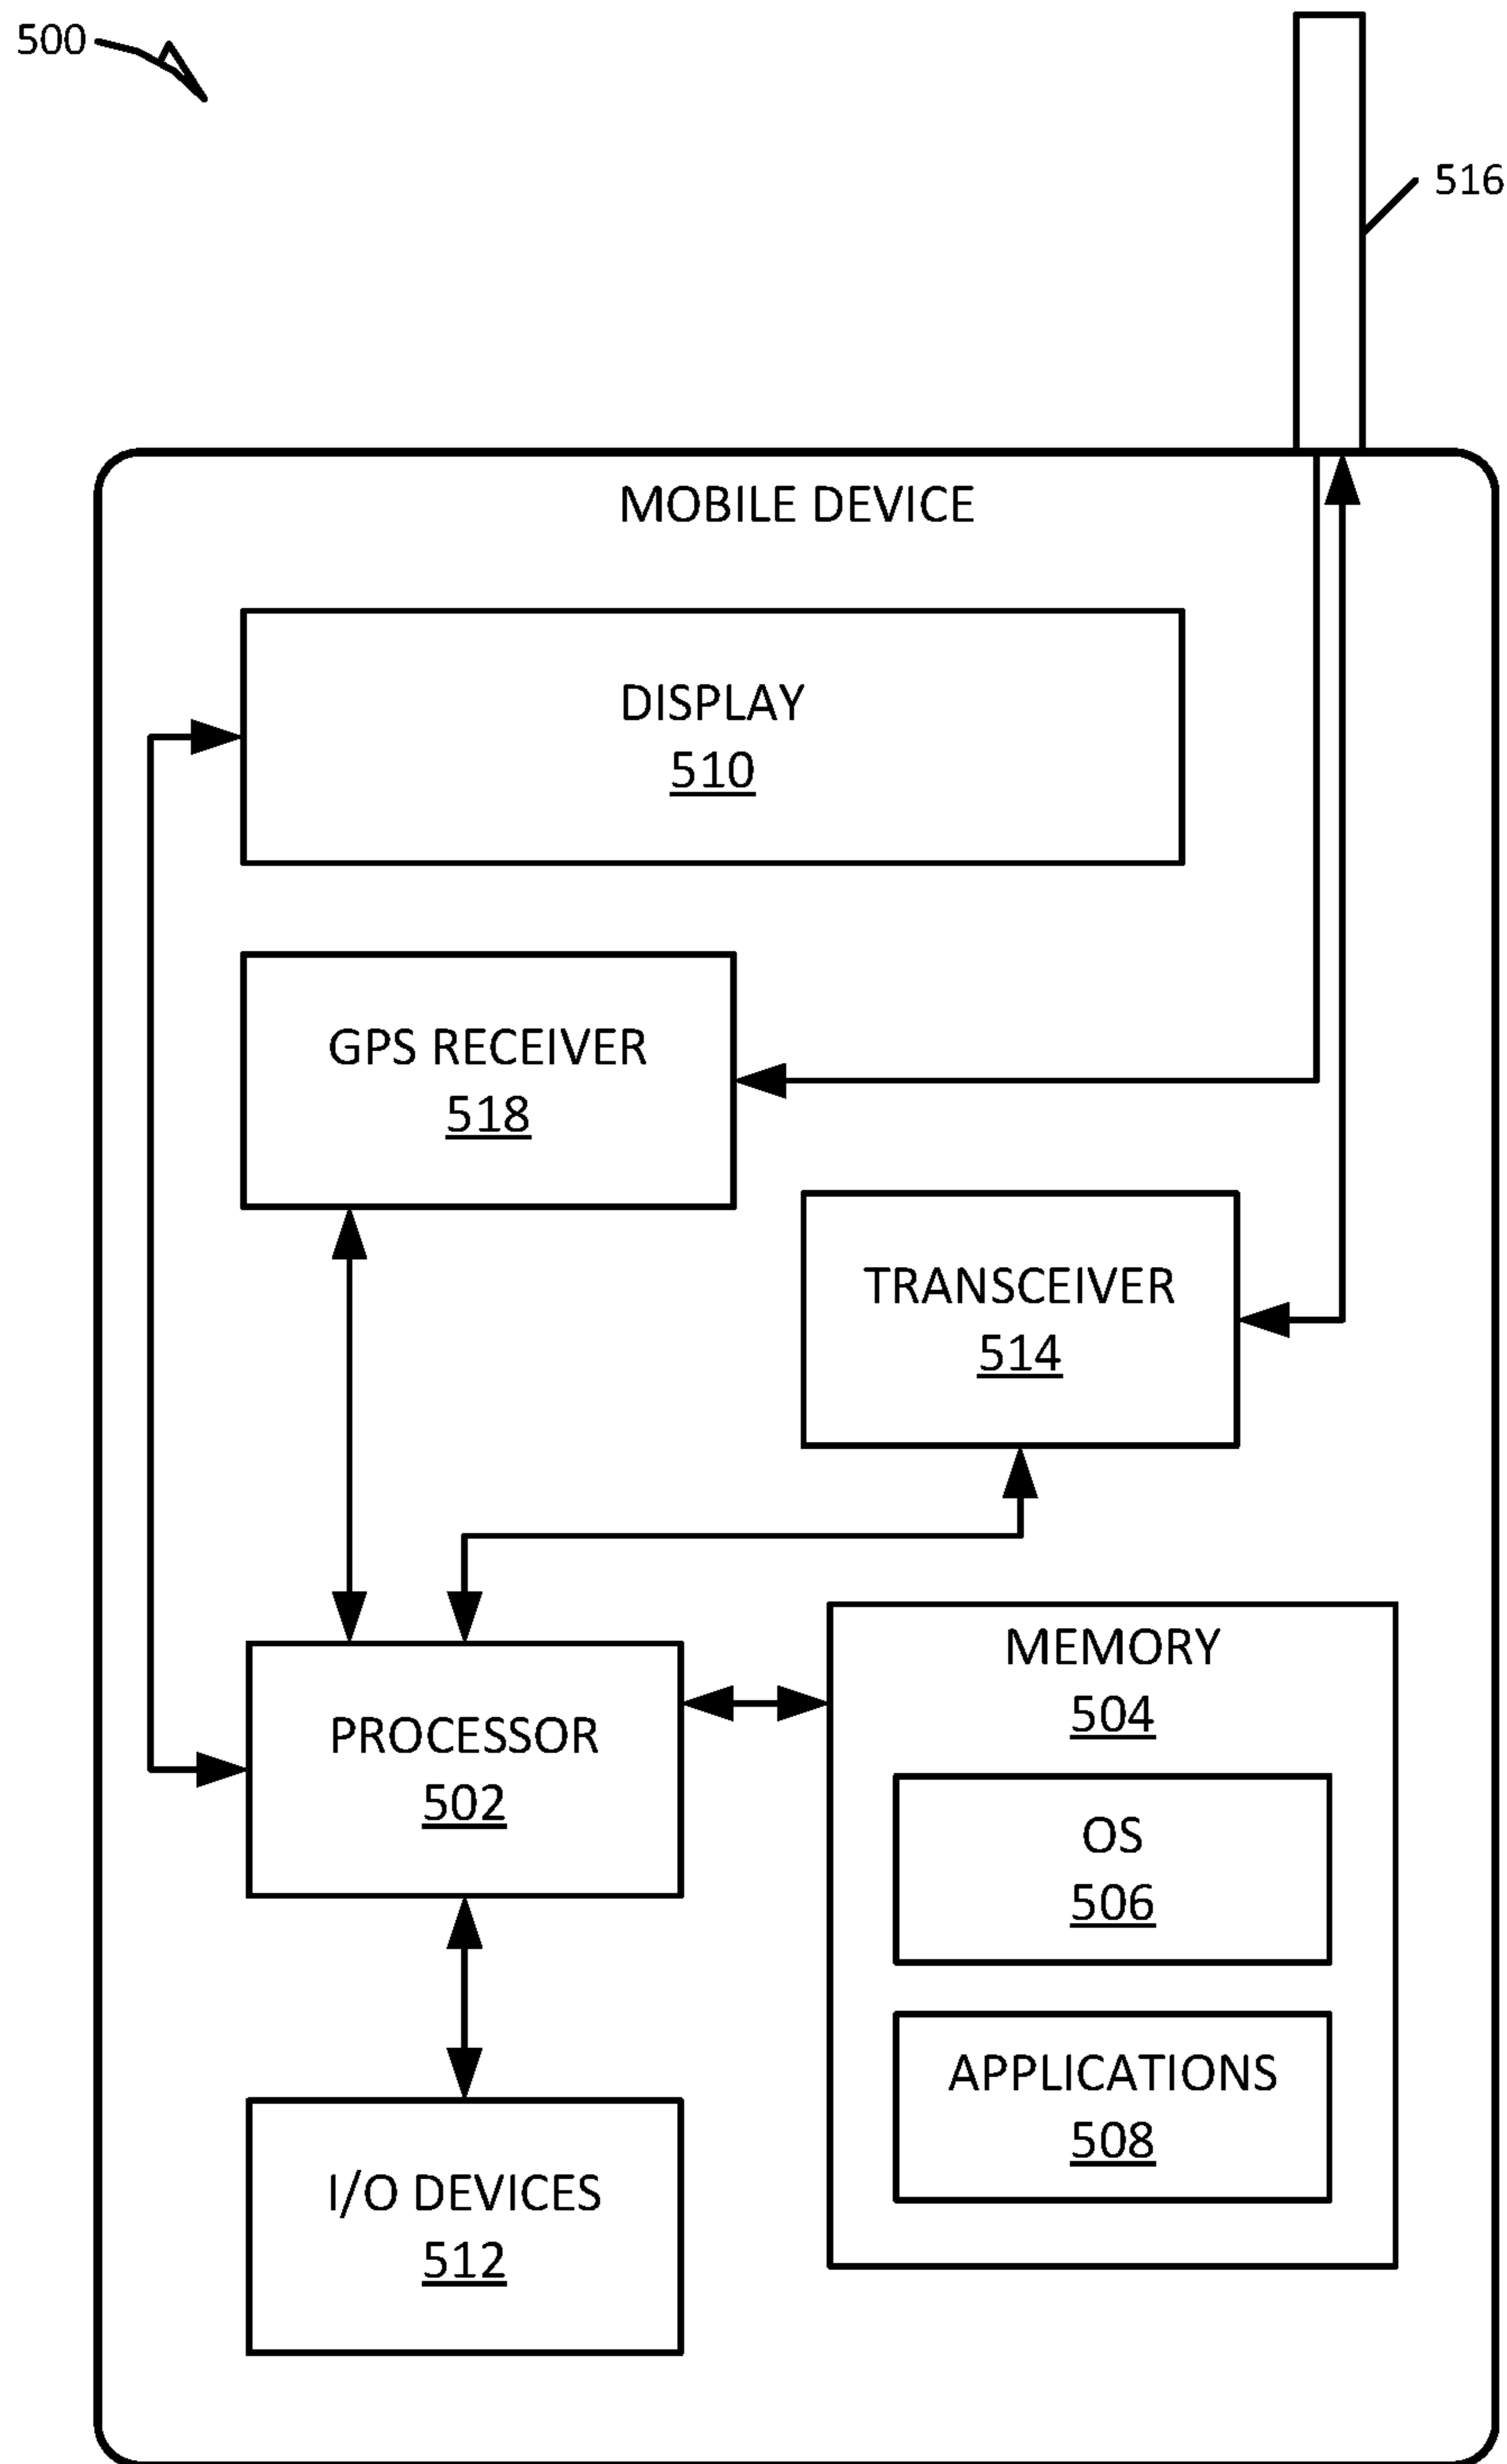 500
516
MOBILE DEVICE
DISPLAY
510
GPS RECEIVER
518
TRANSCEIVER
514
MEMORY
504
PROCESSOR
502
OS
506
APPLICATIONS
508
I/O DEVICES
512